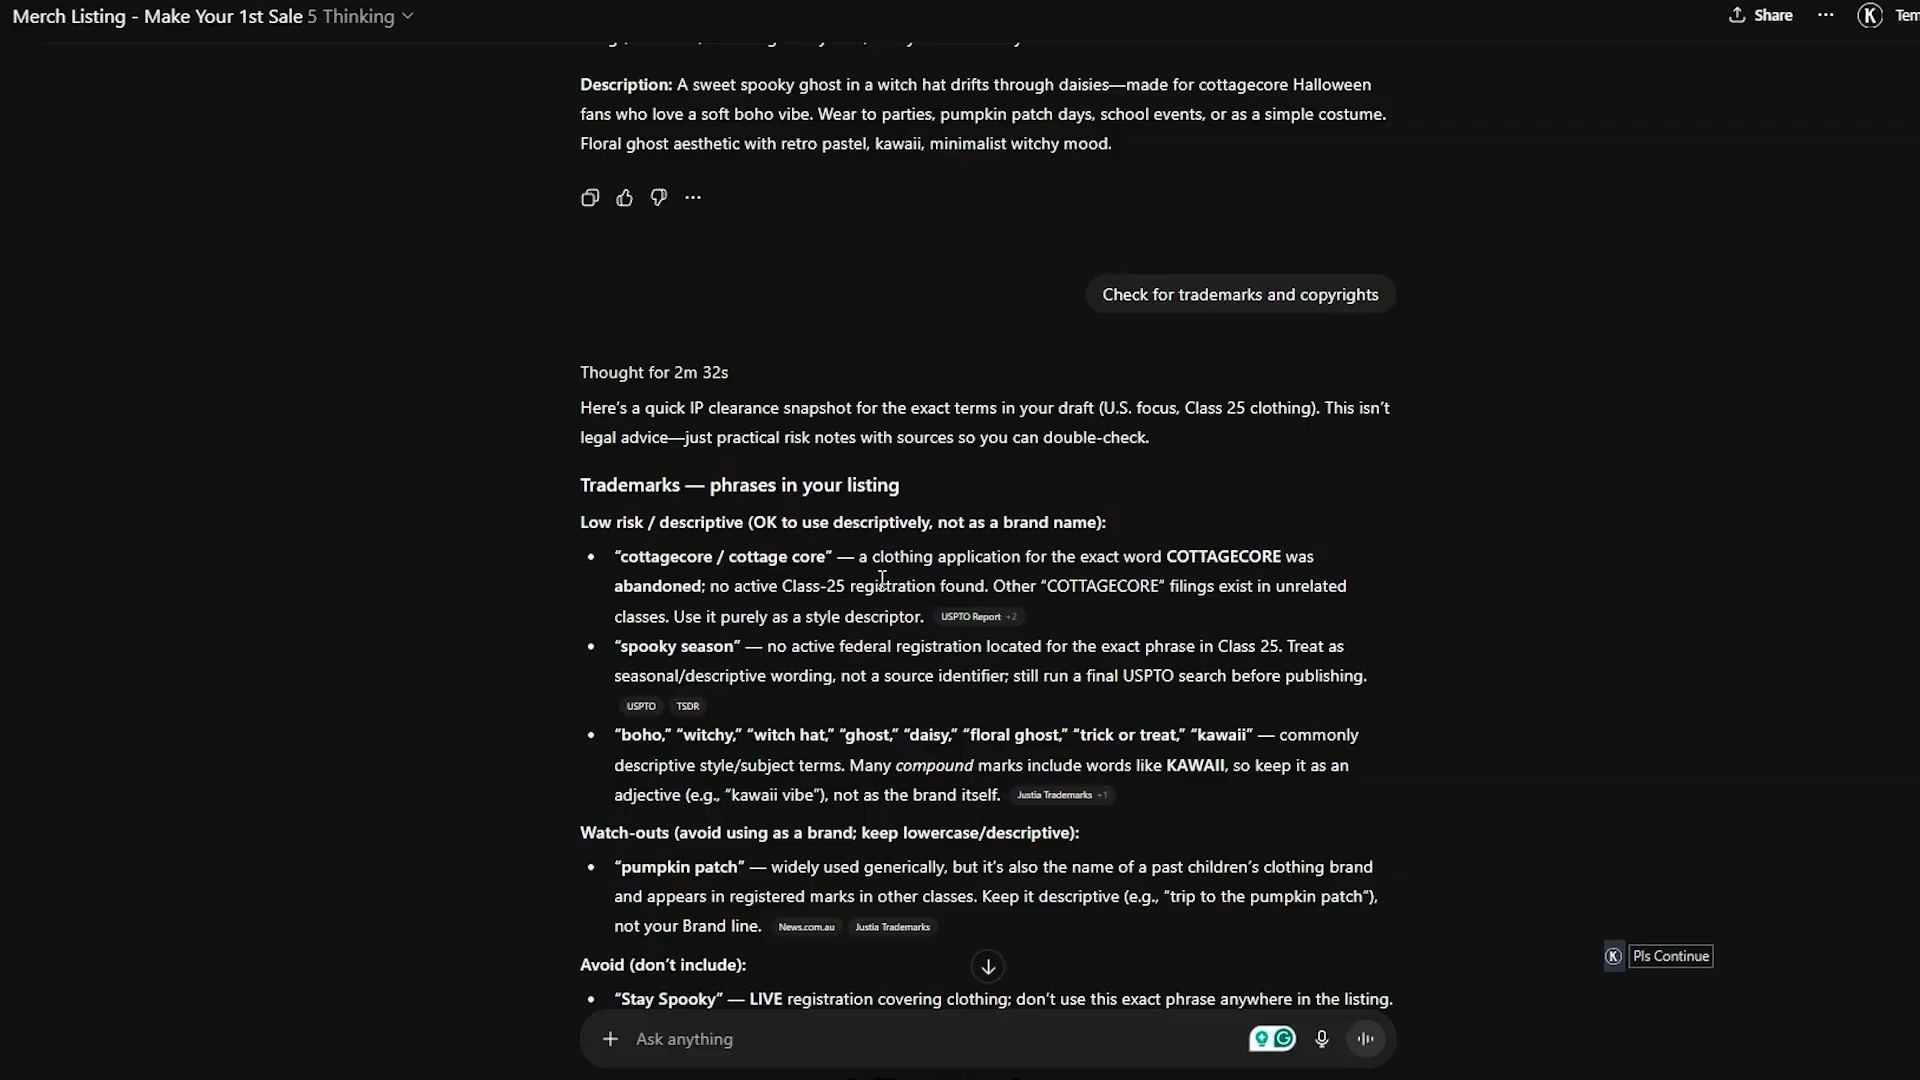 Merch Listing - Make Your 1st Sale 5 Thinking
Share
K
Description: A sweet spooky ghost in a witch hat drifts through daisies—made for cottagecore Halloween
fans who love a soft boho vibe. Wear to parties, pumpkin patch days, school events, or as a simple costume.
Floral ghost aesthetic with retro pastel, kawaii, minimalist witchy mood.
Check for trademarks and copyrights
Thought for 2m 32s
Here’s a quick IP clearance snapshot for the exact terms in your draft (U.S. focus, Class 25 clothing). This isn’t
legal advice—just practical risk notes with sources so you can double-check.
Trademarks — phrases in your listing
Low risk / descriptive (OK to use descriptively, not as a brand name):
• “cottagecore / cottage core” — a clothing application for the exact word COTTAGECORE was
abandoned; no active Class-25 registration found. Other “COTTAGECORE” filings exist in unrelated
classes. Use it purely as a style descriptor. USPTO Report +2
• “spooky season” — no active federal registration located for the exact phrase in Class 25. Treat as
seasonal/descriptive wording, not a source identifier; still run a final USPTO search before publishing.
USPTO TSDR
• “boho,” “witchy,” “witch hat,” “ghost,” “daisy,” “floral ghost,” “trick or treat,” “kawaii” — commonly
descriptive style/subject terms. Many compound marks include words like KAWAII, so keep it as an
adjective (e.g., “kawaii vibe”), not as the brand itself. Justia Trademarks +1
Watch-outs (avoid using as a brand; keep lowercase/descriptive):
• “pumpkin patch” — widely used generically, but it’s also the name of a past children’s clothing brand
and appears in registered marks in other classes. Keep it descriptive (e.g., “trip to the pumpkin patch”),
not your Brand line. News.com.au Justia Trademarks
K Pls Continue
Avoid (don’t include):
• “Stay Spooky” — LIVE registration covering clothing; don’t use this exact phrase anywhere in the listing.
Ask anything